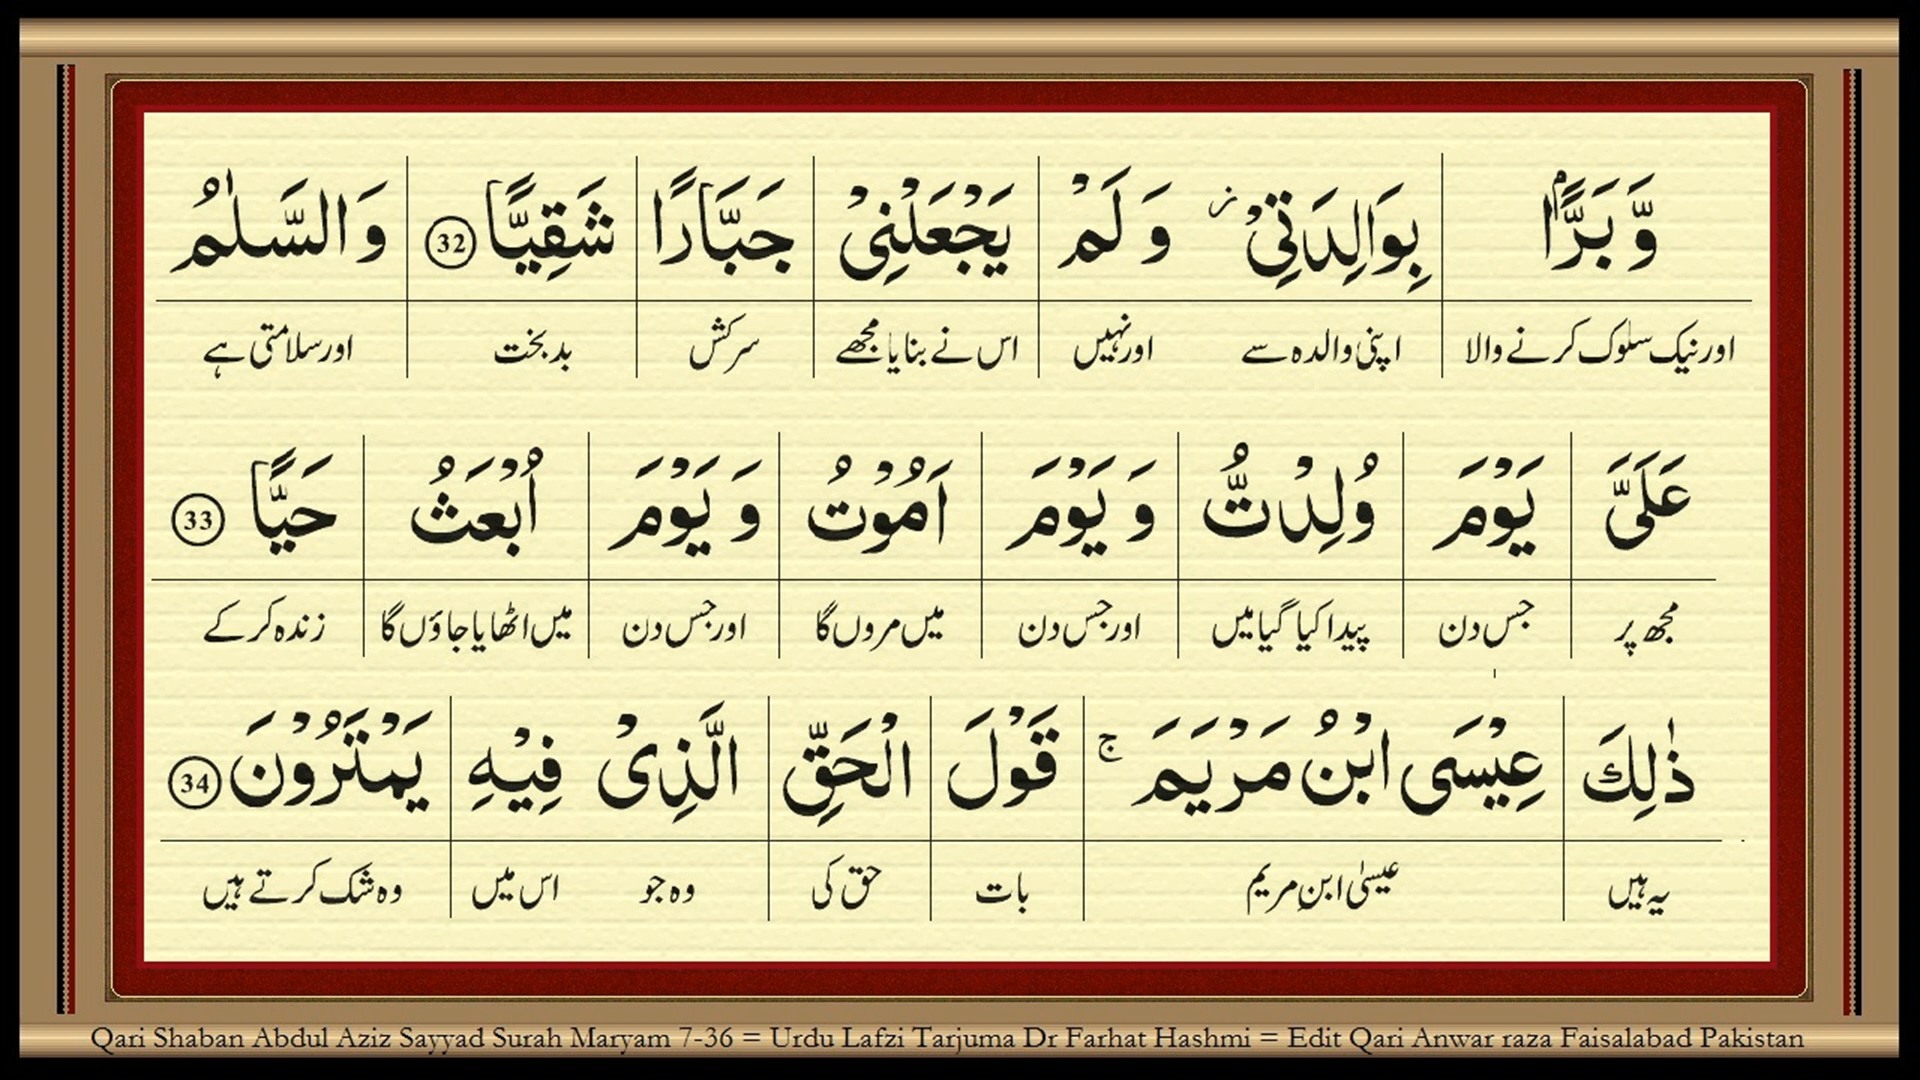 وَّ بَرًّۢا بِوَالِدَتِیْ ؗ وَ لَمْ یَجْعَلْنِیْ جَبَّارًا شَقِیًّا 32 وَ السَّلٰمُ
اور نیک سلوک کرنے والا اپنی والدہ سے اور نہیں اس نے بنایا مجھے سرکش بدبخت اور سلامتی ہے
عَلَیَّ یَوْمَ وُلِدْتُّ وَ یَوْمَ اَمُوْتُ وَ یَوْمَ اُبْعَثُ حَیًّا 33
مجھ پر جس دن پیدا کیا گیا میں اور جس دن میں مروں گا اور جس دن میں اٹھایا جاؤں گا زندہ کر کے
ذٰلِكَ عِیْسَی ابْنُ مَرْیَمَ ۚ قَوْلَ الْحَقِّ الَّذِیْ فِیْهِ یَمْتَرُوْنَ 34
یہ ہیں عیسیٰ ابنِ مریم بات حق کی وہ جو اس میں وہ شک کرتے ہیں
Qari Shaban Abdul Aziz Sayyad Surah Maryam 7-36 = Urdu Lafzi Tarjuma Dr Farhat Hashmi = Edit Qari Anwar raza Faisalabad Pakistan